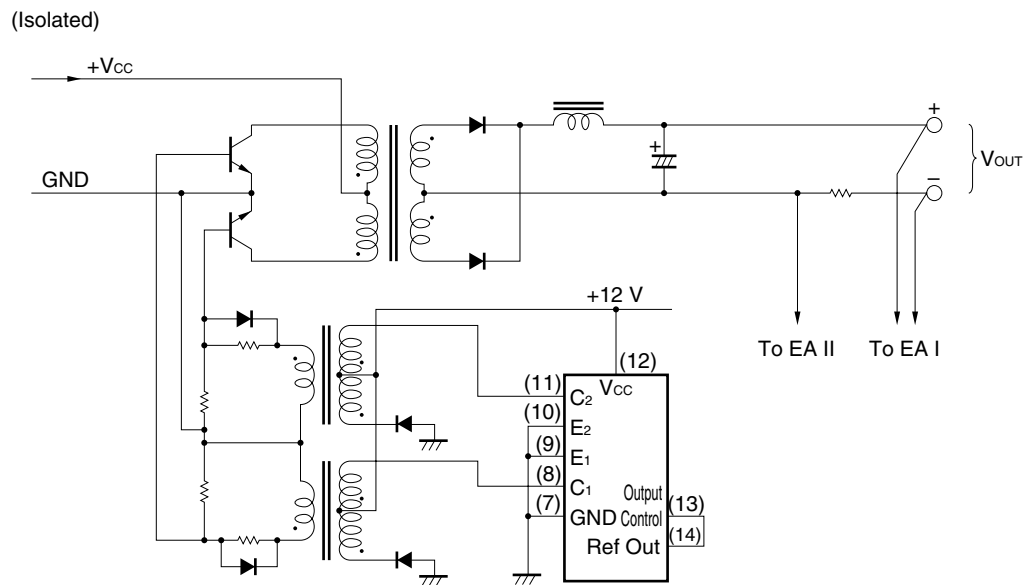 (Isolated)
+VCC
GND
+
−
VOUT
+
+12 V
To EA II
To EA I
(12)
VCC
(11)
C2
(10)
E2
(9)
E1
(8)
C1
(7)
GND
Output
Control
(13)
Ref Out
(14)